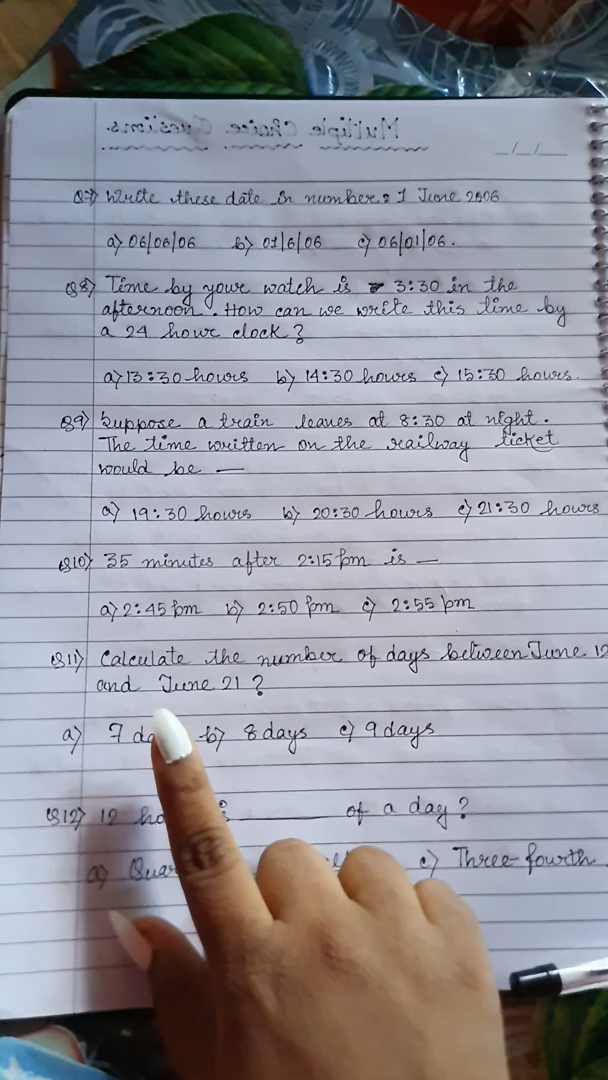 Multiple Choice Questions.
_/_/_
Q7) Write these date in number: 1 June 2006
a) 06/06/06 b) 01/6/06 c) 06/01/06.
Q8) Time by your watch is 3:30 in the
afternoon. How can we write this time by
a 24 hour clock?
a) 13:30 hours b) 14:30 hours c) 15:30 hours.
Q9) Suppose a train leaves at 8:30 at night.
The time written on the railway ticket
would be —
a) 19:30 hours b) 20:30 hours c) 21:30 hours
Q10) 35 minutes after 2:15 pm is —
a) 2:45 pm b) 2:50 pm c) 2:55 pm
Q11) Calculate the number of days between June 12
and June 21?
a) 7 b) 8 days c) 9 days
Q12) 12 ______ of a day?
a) c) Three-fourth.